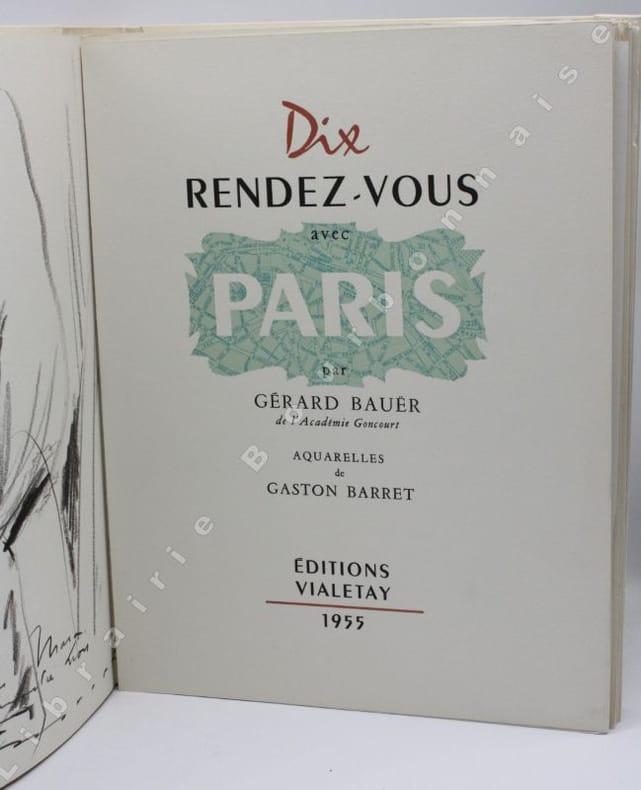 Dix
RENDEZ-VOUS
avec
PARIS
par
GÉRARD BAUËR
de l'Académie Goncourt
AQUARELLES
de
GASTON BARRET
ÉDITIONS
VIALETAY
1955
Librairie Bourbonnaise